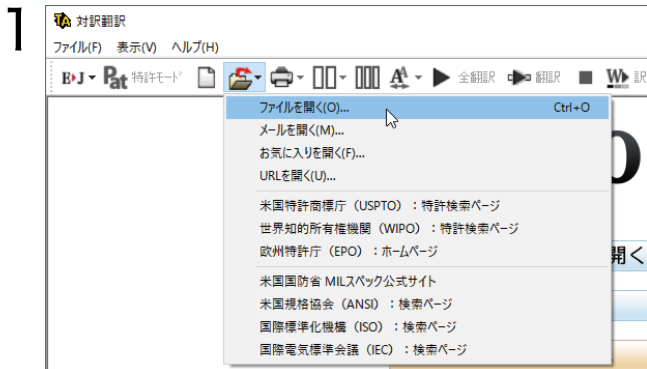 1
対訳翻訳
ファイル(F) 表示(V) ヘルプ(H)
E▸J Pat 特許モード 全翻訳 翻訳 W 訳
ファイルを開く(O)... Ctrl+O
メールを開く(M)...
お気に入りを開く(F)...
URLを開く(U)...
米国特許商標庁（USPTO）：特許検索ページ
世界知的所有権機関（WIPO）：特許検索ページ
欧州特許庁（EPO）：ホームページ
開く
米国国防省 MILスペック公式サイト
米国規格協会（ANSI）：検索ページ
国際標準化機構（ISO）：検索ページ
国際電気標準会議（IEC）：検索ページ